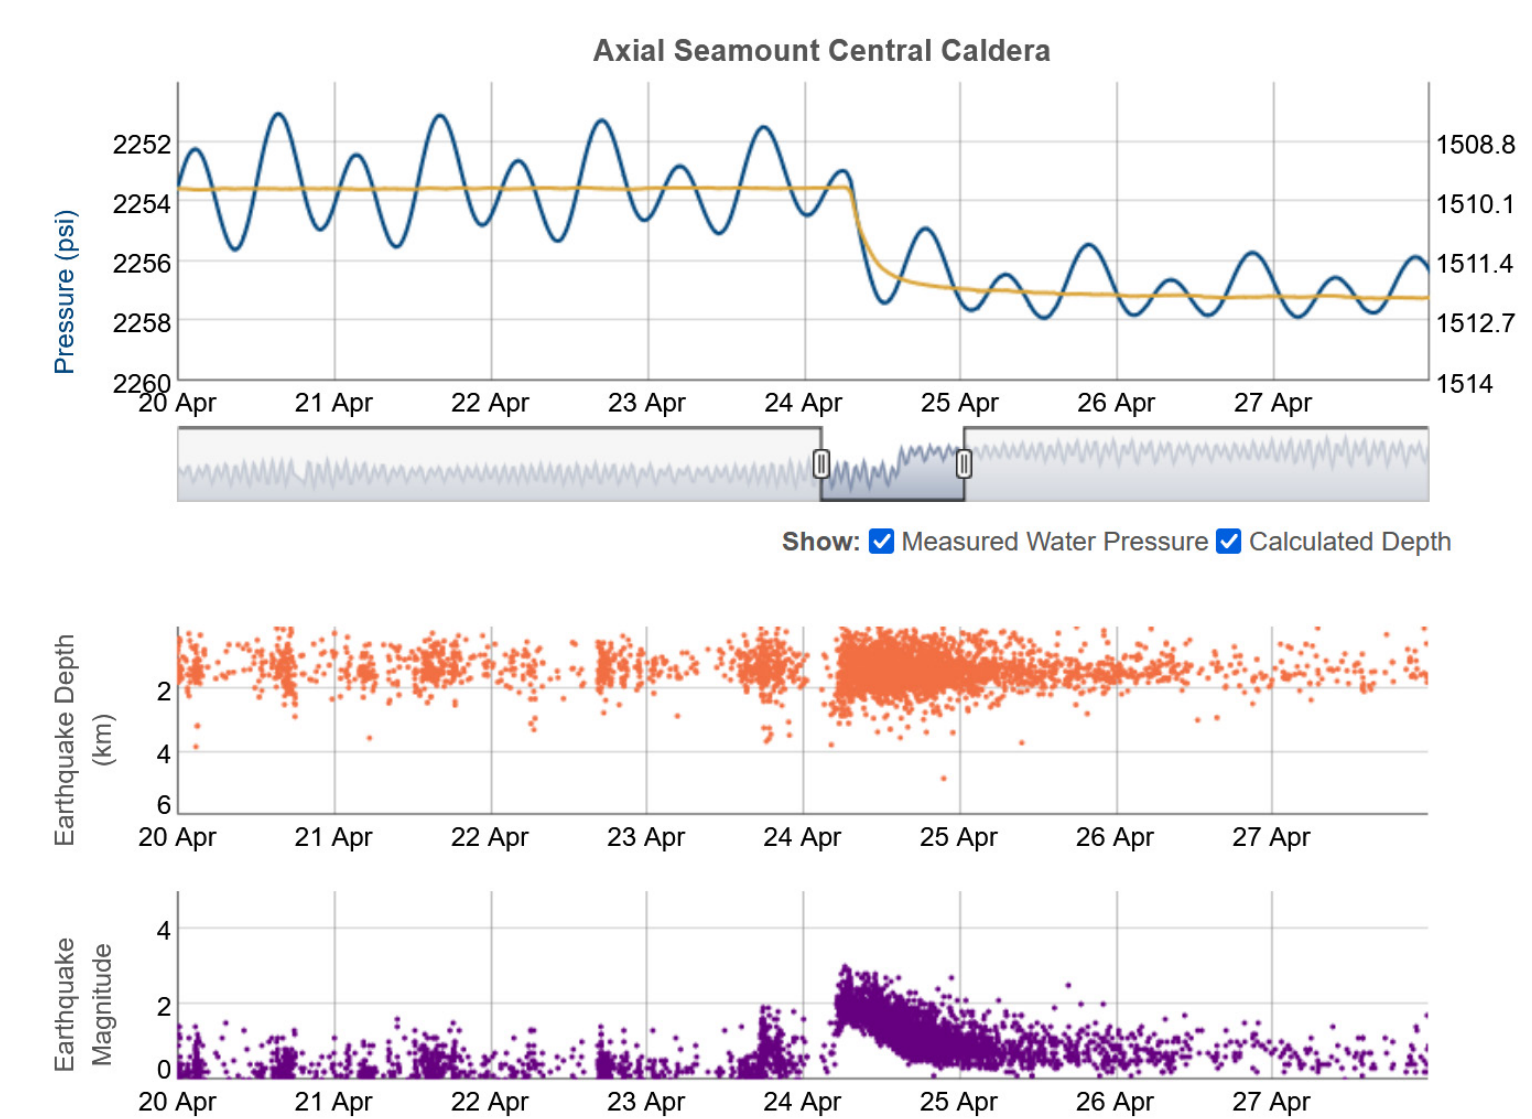 Axial Seamount Central Caldera
Pressure (psi)
2252
2254
2256
2258
2260
1508.8
1510.1
1511.4
1512.7
1514
20 Apr 21 Apr 22 Apr 23 Apr 24 Apr 25 Apr 26 Apr 27 Apr
Show: Measured Water Pressure Calculated Depth
Earthquake Depth
(km)
2
4
6
20 Apr 21 Apr 22 Apr 23 Apr 24 Apr 25 Apr 26 Apr 27 Apr
Earthquake
Magnitude
4
2
0
20 Apr 21 Apr 22 Apr 23 Apr 24 Apr 25 Apr 26 Apr 27 Apr